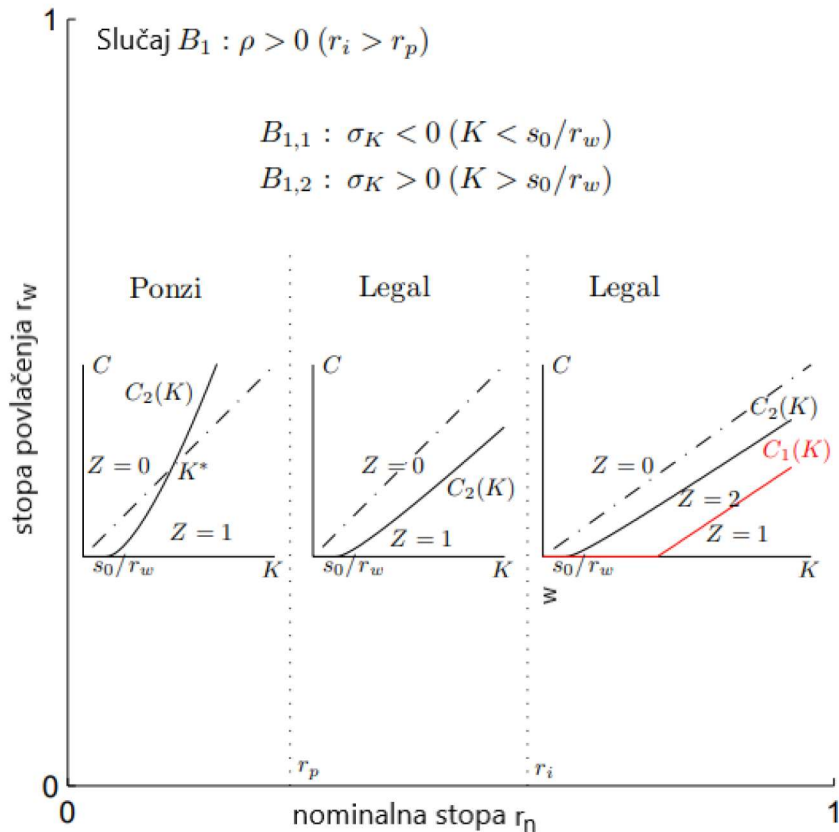 1
Slučaj B₁ : ρ > 0 (rᵢ > rₚ)
B₁,₁ : σ_K < 0 (K < s₀/r_w)
B₁,₂ : σ_K > 0 (K > s₀/r_w)
stopa povlačenja r_w
Ponzi
Legal
Legal
C
C₂(K)
Z = 0
K*
Z = 1
s₀/r_w
K
C
Z = 0
C₂(K)
Z = 1
s₀/r_w
K
C
C₂(K)
C₁(K)
Z = 0
Z = 2
Z = 1
s₀/r_w
K
w
rₚ
rᵢ
0
0
nominalna stopa rₙ
1